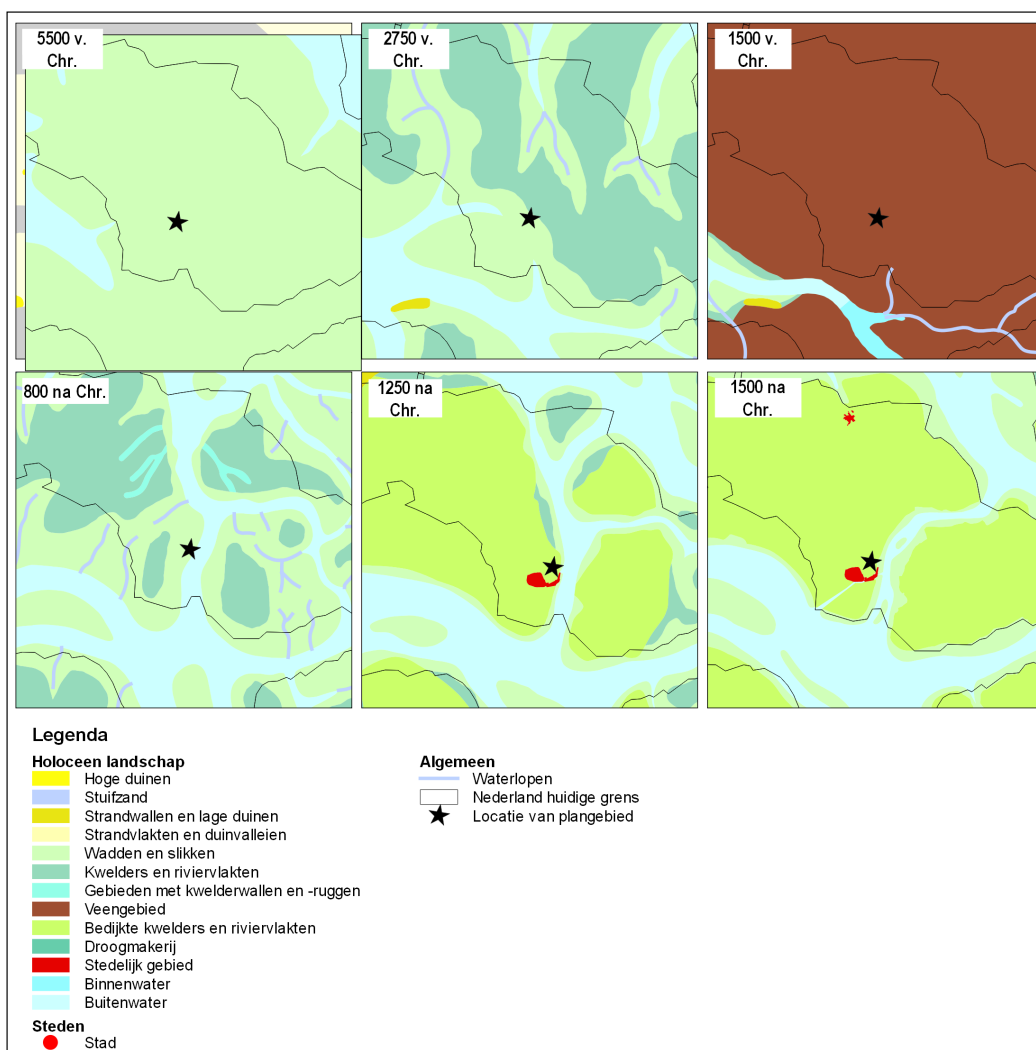 5500 v.
Chr.
2750 v.
Chr.
1500 v.
Chr.
800 na Chr.
1250 na
Chr.
1500 na
Chr.
Legenda
Holoceen landschap
Hoge duinen
Stuifzand
Strandwallen en lage duinen
Strandvlakten en duinvalleien
Wadden en slikken
Kwelders en riviervlakten
Gebieden met kwelderwallen en -ruggen
Veengebied
Bedijkte kwelders en riviervlakten
Droogmakerij
Stedelijk gebied
Binnenwater
Buitenwater
Steden
Stad
Algemeen
Waterlopen
Nederland huidige grens
Locatie van plangebied